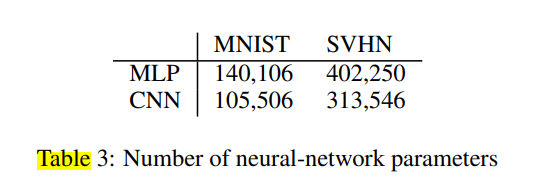 MNIST SVHN
MLP 140,106 402,250
CNN 105,506 313,546
Table 3: Number of neural-network parameters